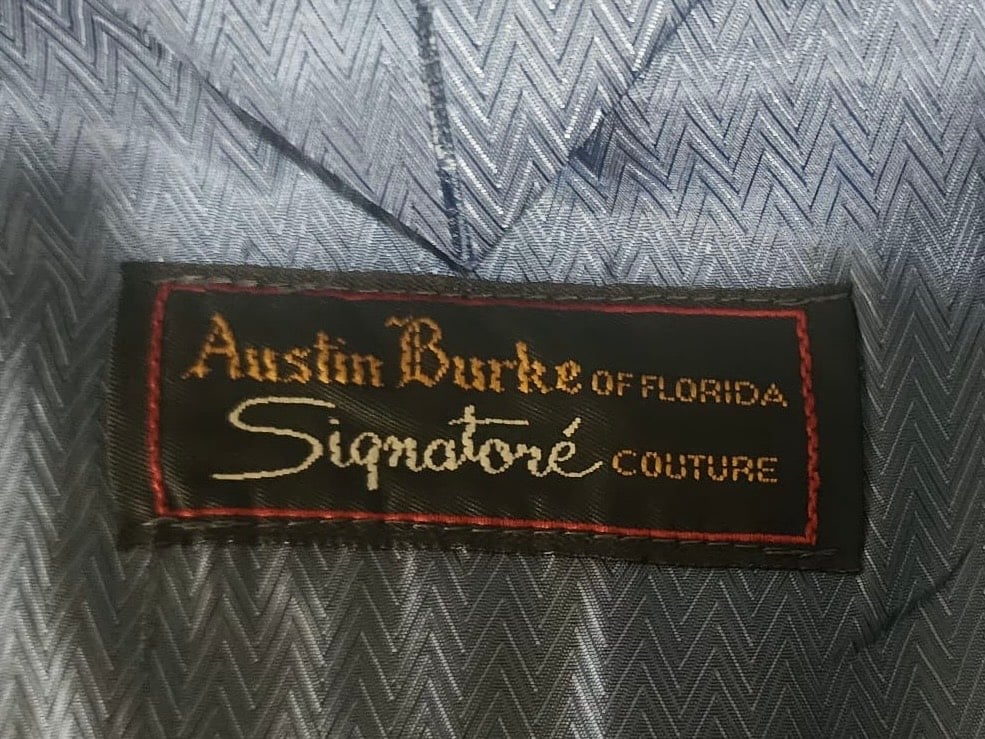 Austin Burke OF FLORIDA
Signatoré COUTURE